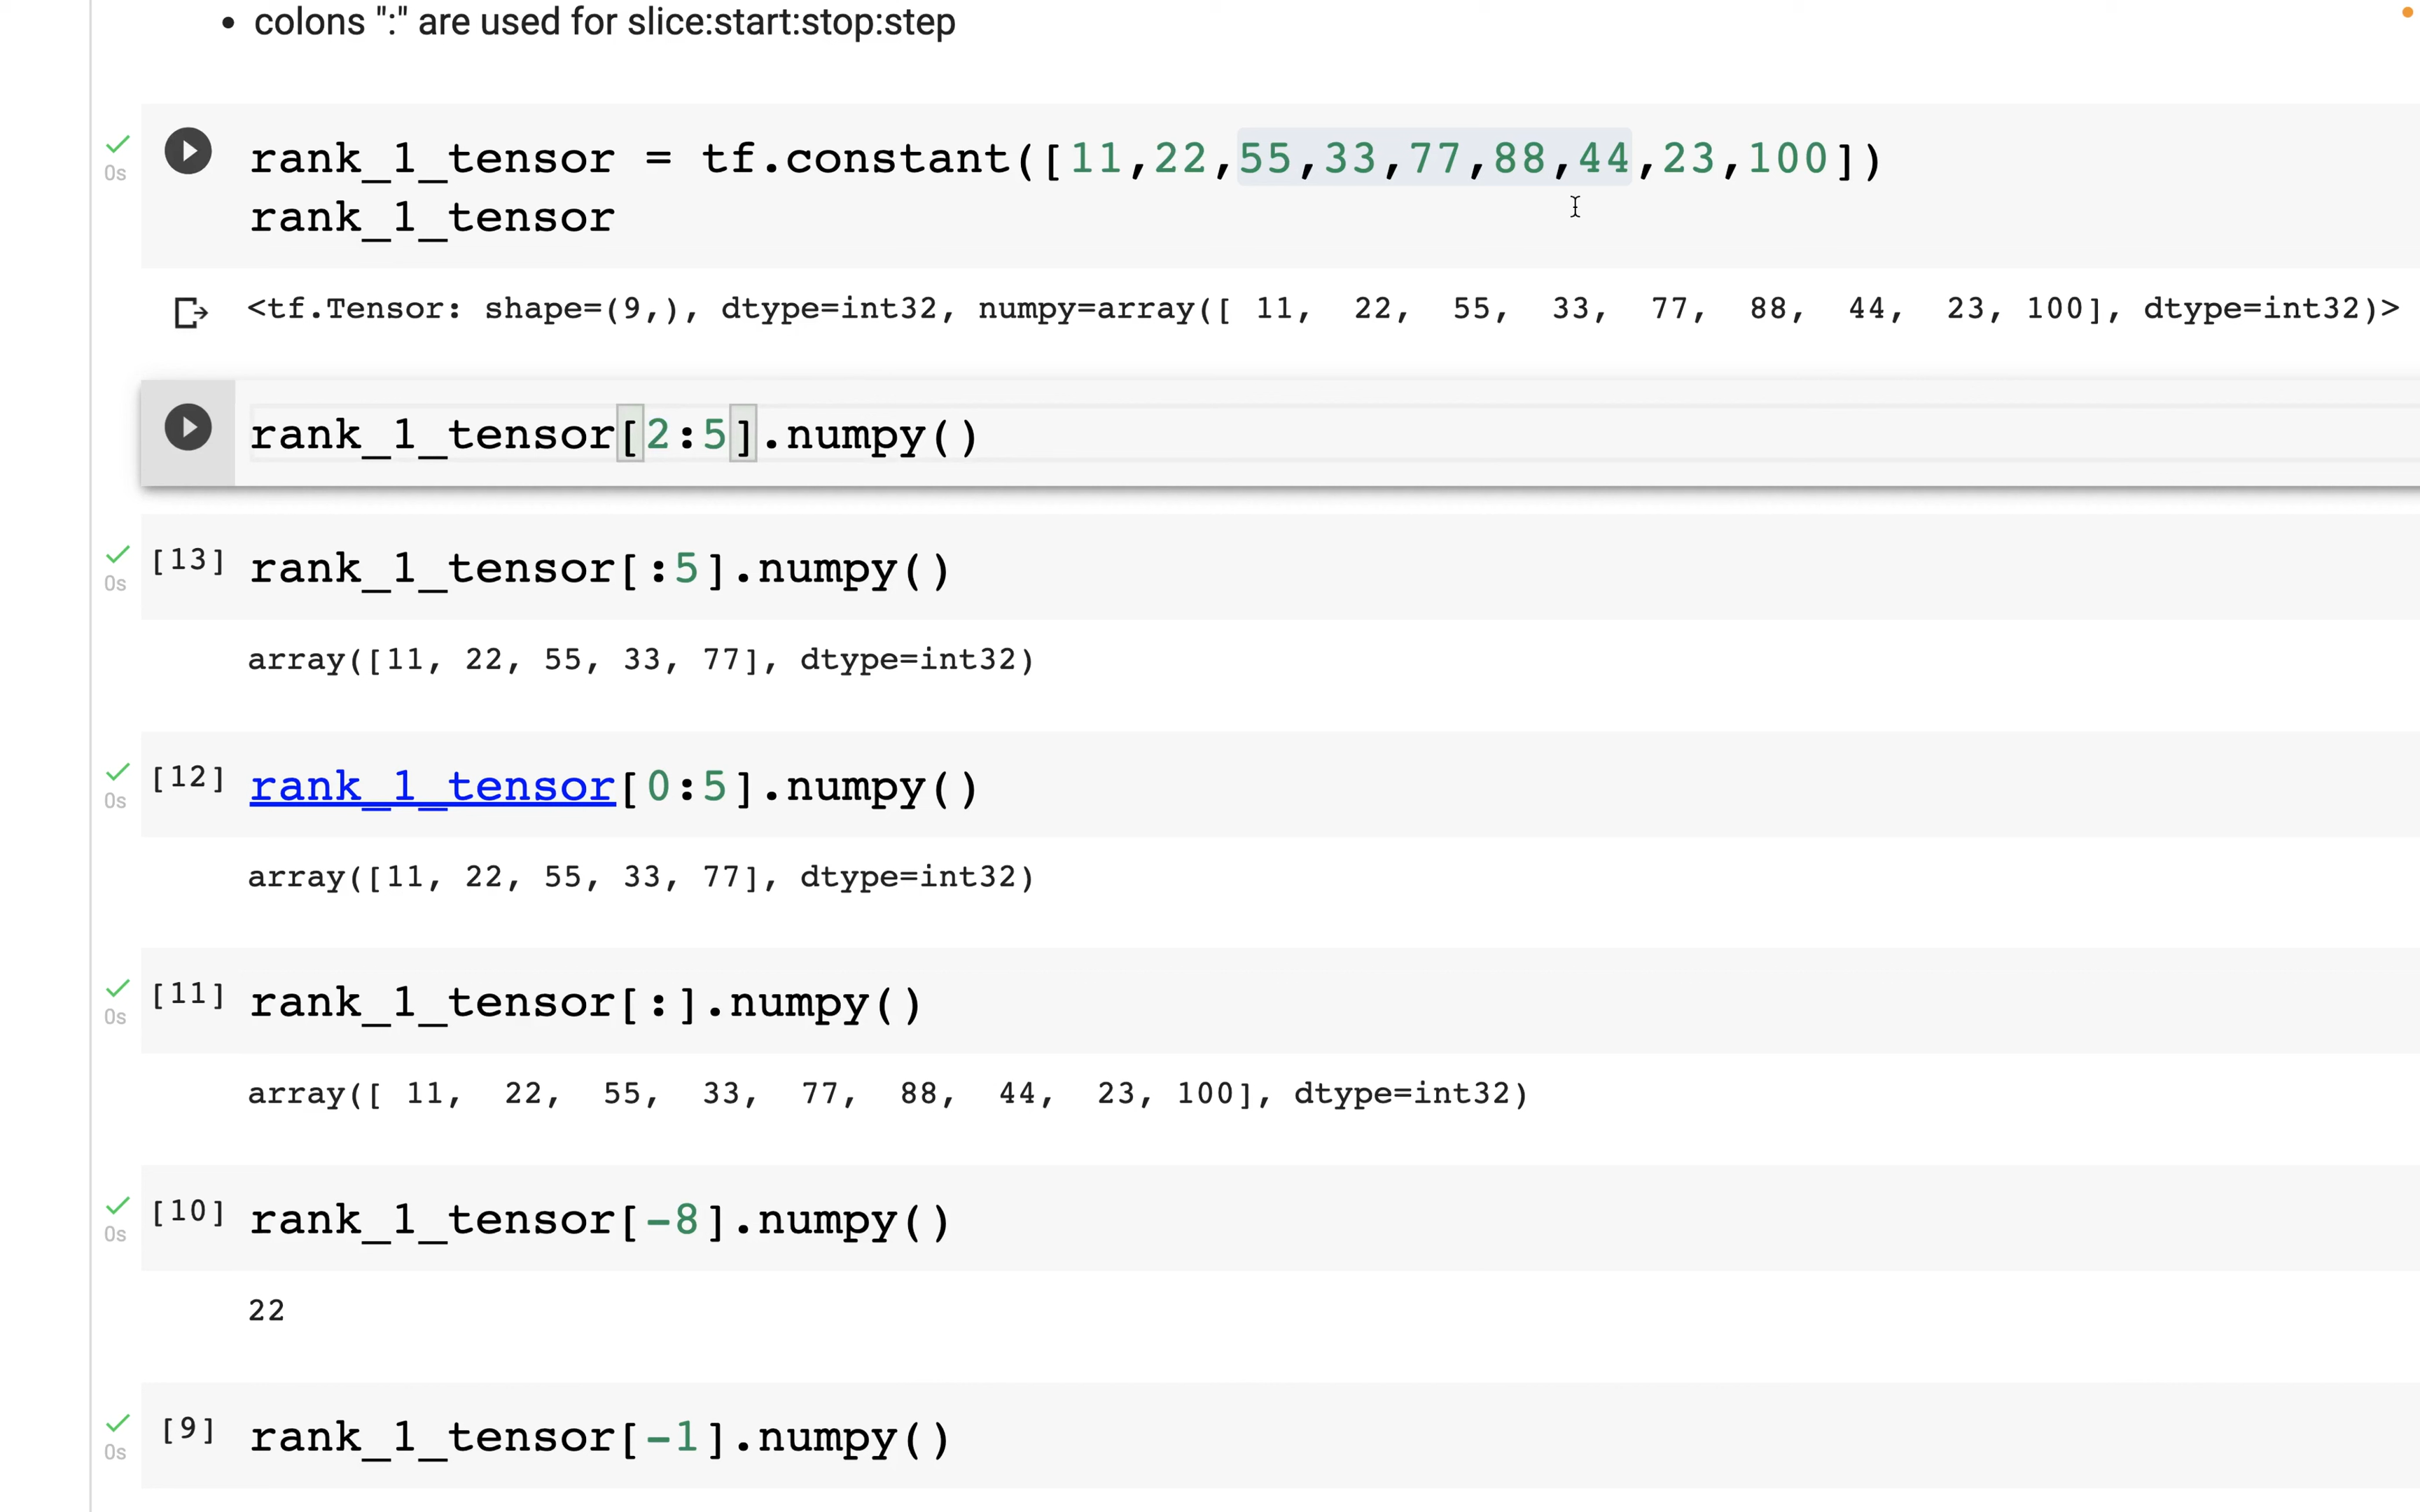 • colons ":" are used for slice:start:stop:step
rank_1_tensor = tf.constant([11,22,55,33,77,88,44,23,100])
0s
rank_1_tensor
<tf.Tensor: shape=(9,), dtype=int32, numpy=array([ 11,  22,  55,  33,  77,  88,  44,  23, 100], dtype=int32)>
rank_1_tensor[2:5].numpy()
[13] rank_1_tensor[:5].numpy()
0s
array([11, 22, 55, 33, 77], dtype=int32)
[12] rank_1_tensor[0:5].numpy()
0s
array([11, 22, 55, 33, 77], dtype=int32)
[11] rank_1_tensor[:].numpy()
0s
array([ 11,  22,  55,  33,  77,  88,  44,  23, 100], dtype=int32)
[10] rank_1_tensor[-8].numpy()
0s
22
[9] rank_1_tensor[-1].numpy()
0s